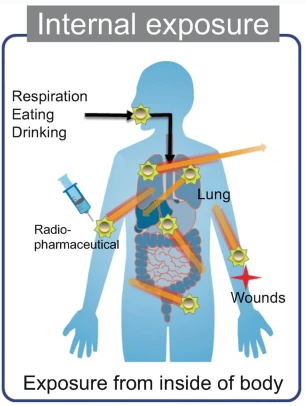 Internal exposure
Respiration
Eating
Drinking
Lung
Radio-
pharmaceutical
Wounds
Exposure from inside of body